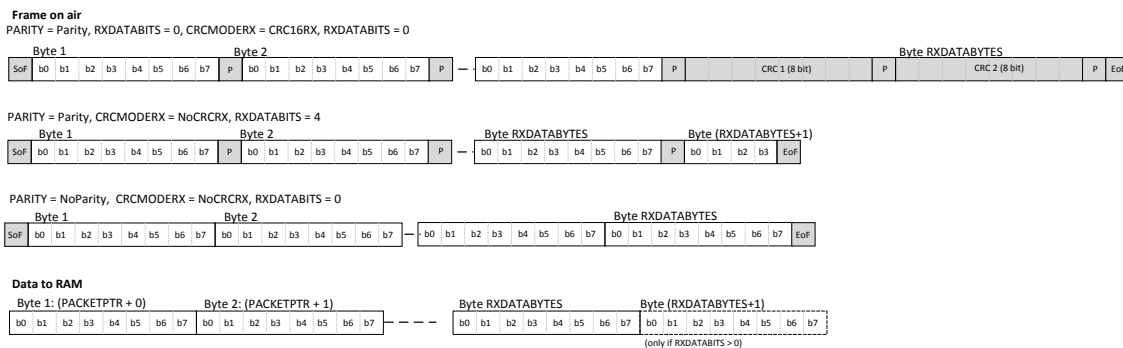 Frame on air
PARITY = Parity, RXDATABITS = 0, CRCMODERX = CRC16RX, RXDATABITS = 0
Byte 1 Byte 2 Byte RXDATABYTES
SoF b0 b1 b2 b3 b4 b5 b6 b7 P b0 b1 b2 b3 b4 b5 b6 b7 P b0 b1 b2 b3 b4 b5 b6 b7 P CRC 1 (8 bit) P CRC 2 (8 bit) P EoF
PARITY = Parity, CRCMODERX = NoCRCRX, RXDATABITS = 4
Byte 1 Byte 2 Byte RXDATABYTES Byte (RXDATABYTES+1)
SoF b0 b1 b2 b3 b4 b5 b6 b7 P b0 b1 b2 b3 b4 b5 b6 b7 P b0 b1 b2 b3 b4 b5 b6 b7 P b0 b1 b2 b3 EoF
PARITY = NoParity, CRCMODERX = NoCRCRX, RXDATABITS = 0
Byte 1 Byte 2 Byte RXDATABYTES
SoF b0 b1 b2 b3 b4 b5 b6 b7 b0 b1 b2 b3 b4 b5 b6 b7 b0 b1 b2 b3 b4 b5 b6 b7 b0 b1 b2 b3 b4 b5 b6 b7 EoF
Data to RAM
Byte 1: (PACKETPTR + 0) Byte 2: (PACKETPTR + 1) Byte RXDATABYTES Byte (RXDATABYTES+1)
b0 b1 b2 b3 b4 b5 b6 b7 b0 b1 b2 b3 b4 b5 b6 b7 b0 b1 b2 b3 b4 b5 b6 b7 b0 b1 b2 b3 b4 b5 b6 b7
(only if RXDATABITS > 0)